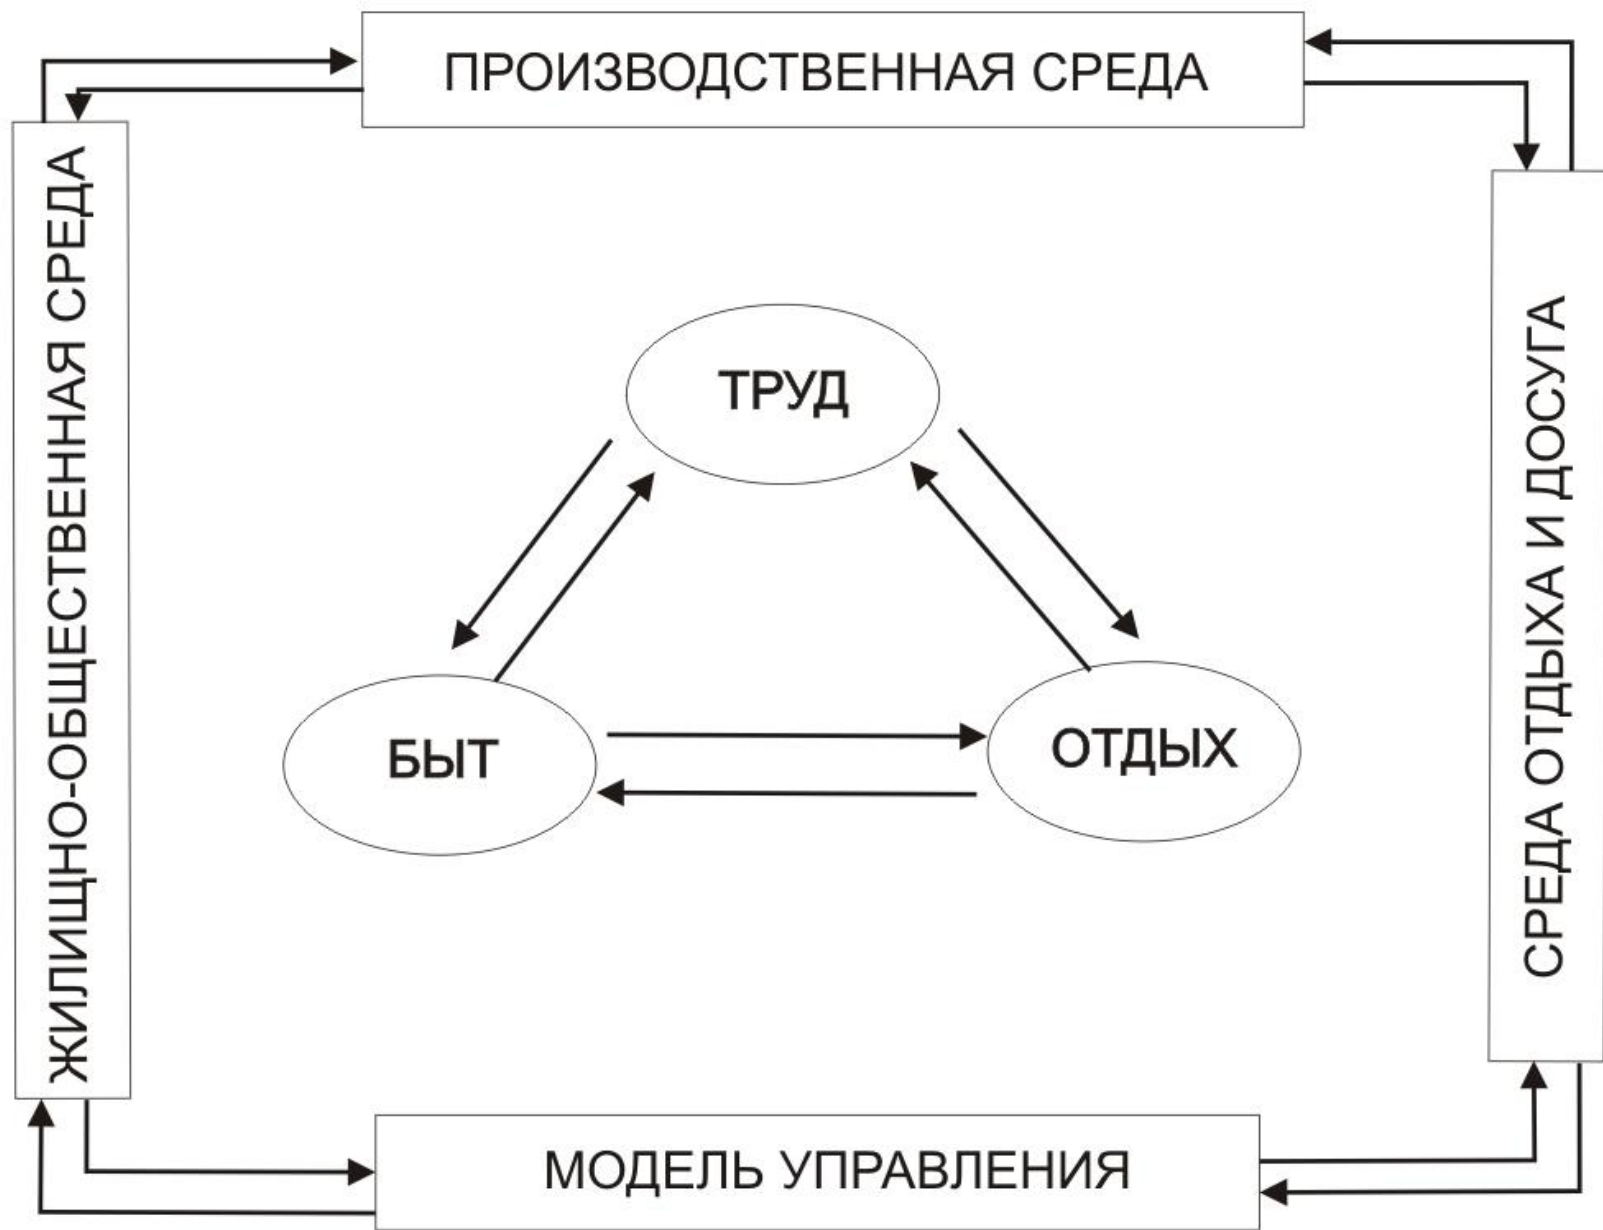 ПРОИЗВОДСТВЕННАЯ СРЕДА
ЖИЛИЩНО-ОБЩЕСТВЕННАЯ СРЕДА
СРЕДА ОТДЫХА И ДОСУГА
ТРУД
БЫТ
ОТДЫХ
МОДЕЛЬ УПРАВЛЕНИЯ